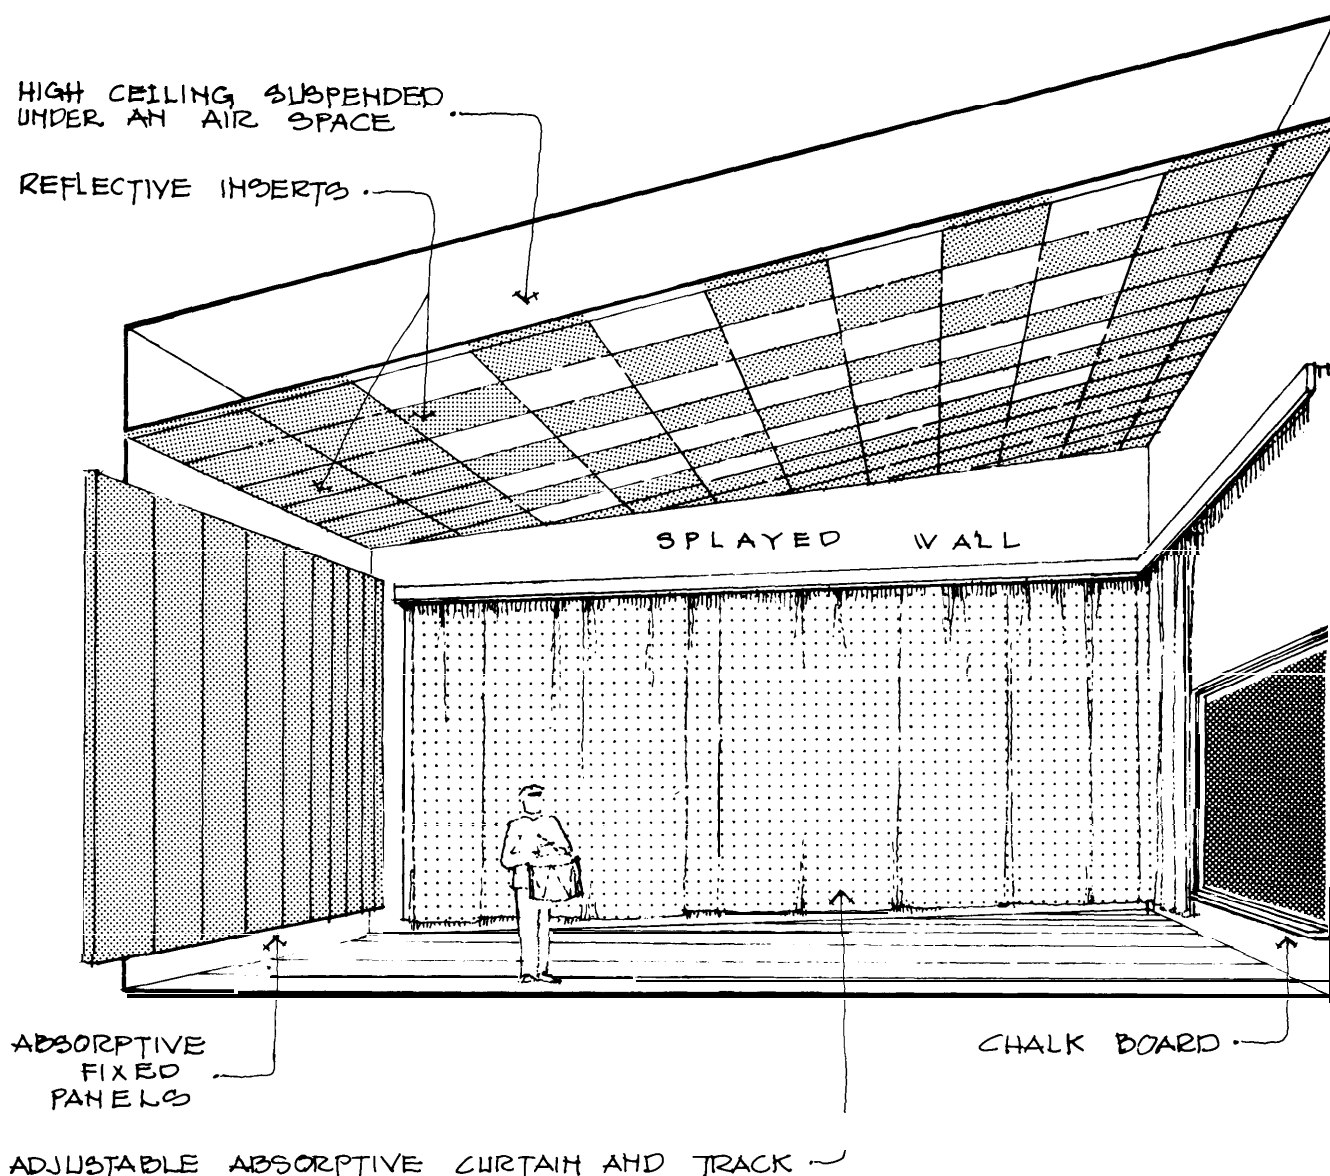 HIGH CEILING SUSPENDED
UNDER AN AIR SPACE
REFLECTIVE INSERTS
SPLAYED WALL
ABSORPTIVE
FIXED
PANELS
CHALK BOARD
ADJUSTABLE ABSORPTIVE CURTAIN AND TRACK